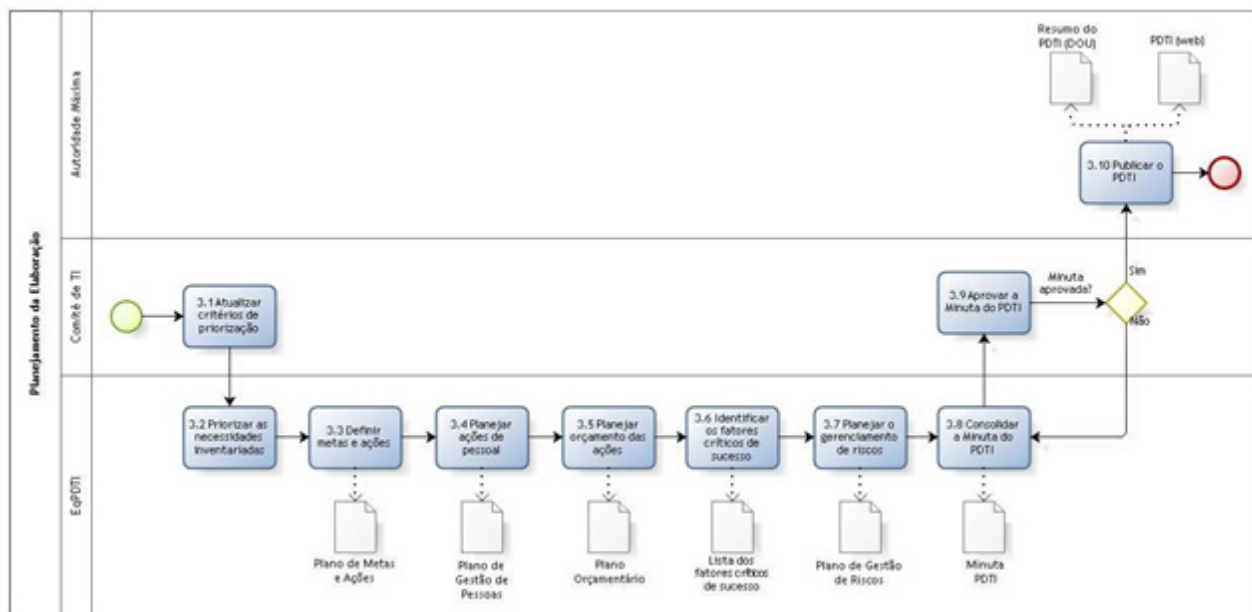 Planejamento da Elaboração
Autoridade Máxima
Resumo do
PDTI (DOU)
PDTI (web)
3.10 Publicar o
PDTI
Comitê de TI
3.1 Atualizar
critérios de
priorização
3.9 Aprovar a
Minuta do PDTI
Minuta
aprovada?
Sim
Não
EqPDTI
3.2 Priorizar as
necessidades
inventariadas
3.3 Definir
metas e ações
3.4 Planejar
ações de
pessoal
3.5 Planejar
orçamento das
ações
3.6 Identificar
os fatores
críticos de
sucesso
3.7 Planejar o
gerenciamento
de riscos
3.8 Consolidar
a Minuta do
PDTI
Plano de Metas
e Ações
Plano de
Gestão de
Pessoas
Plano
Orçamentário
Lista dos
fatores críticos
de sucesso
Plano de Gestão
de Riscos
Minuta
PDTI